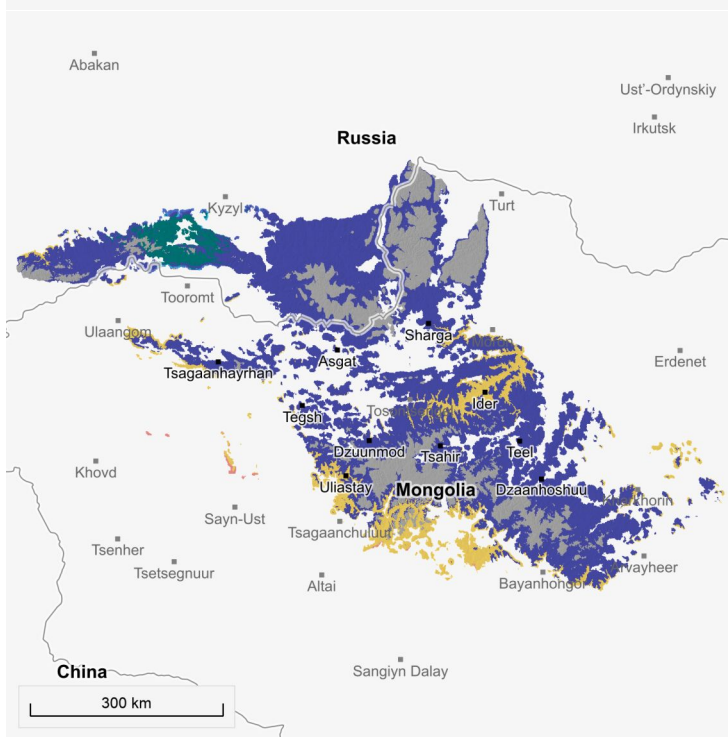 Abakan
Ust'-Ordynskiy
Irkutsk
Russia
Kyzyl
Turt
Tooromt
Ulaangom
Sharga
Asgat
Erdenet
Tsagaanhayrhan
Ider
Tegsh
Dzuunmod
Tsahir
Teel
Khovd
Uliastay
Mongolia
Dzaanhoshuu
Sayn-Ust
Tsagaanchuluut
Tsenher
Tsetsegnuur
Altai
Bayanhongor
Arvayheer
Sangiyn Dalay
China
300 km